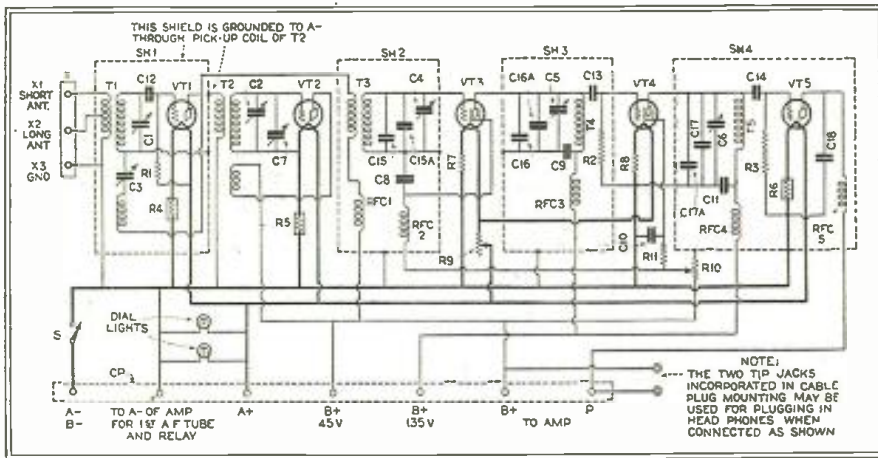 THIS SHIELD IS GROUNDED TO A-
THROUGH PICK-UP COIL OF T2
SH1
SH2
SH3
SH4
X1
SHORT
ANT.
X2
LONG
ANT
X3
GND
T1
C12
VT1
T2
C2
VT2
T3
C4
VT3
C16A
C5
C13
VT4
C14
VT5
C1
C3
R1
R4
C7
R5
C15
C15A
C8
RFC1
RFC
2
R7
R9
C16
C9
T4
R2
RFC3
R8
C10
R11
C17
C6
T5
C17A
C11
RFC4
R10
R3
R6
C18
RFC
5
S
DIAL
LIGHTS
CP
A-
B-
TO A- OF AMP
FOR 1ST A F TUBE
AND RELAY
A+
B+
45V
B+
135V
B+
P
TO AMP
NOTE:
THE TWO TIP JACKS
INCORPORATED IN CABLE
PLUG MOUNTING MAY BE
USED FOR PLUGGING IN
HEAD PHONES WHEN
CONNECTED AS SHOWN